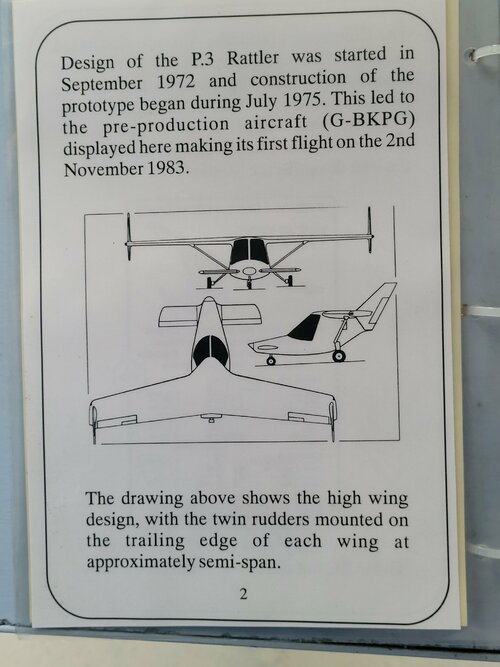 Design of the P.3 Rattler was started in
September 1972 and construction of the
prototype began during July 1975. This led to
the pre-production aircraft (G-BKPG)
displayed here making its first flight on the 2nd
November 1983.
The drawing above shows the high wing
design, with the twin rudders mounted on
the trailing edge of each wing at
approximately semi-span.
2